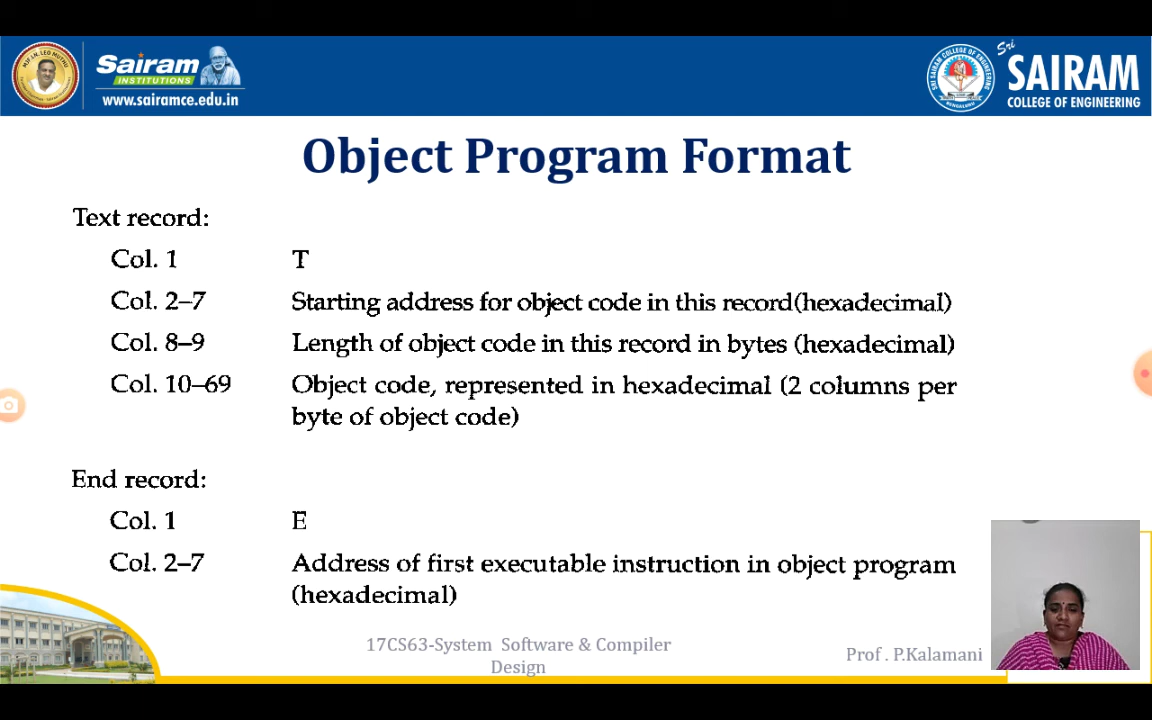 Sairam
INSTITUTIONS
www.sairamce.edu.in
Sri
SAIRAM
COLLEGE OF ENGINEERING
SRI SAIRAM COLLEGE OF ENGINEERING
BENGALURU
Object Program Format
Text record:
Col. 1 T
Col. 2–7 Starting address for object code in this record(hexadecimal)
Col. 8–9 Length of object code in this record in bytes (hexadecimal)
Col. 10–69 Object code, represented in hexadecimal (2 columns per
byte of object code)
End record:
Col. 1 E
Col. 2–7 Address of first executable instruction in object program
(hexadecimal)
17CS63-System Software & Compiler
Design
Prof . P.Kalamani